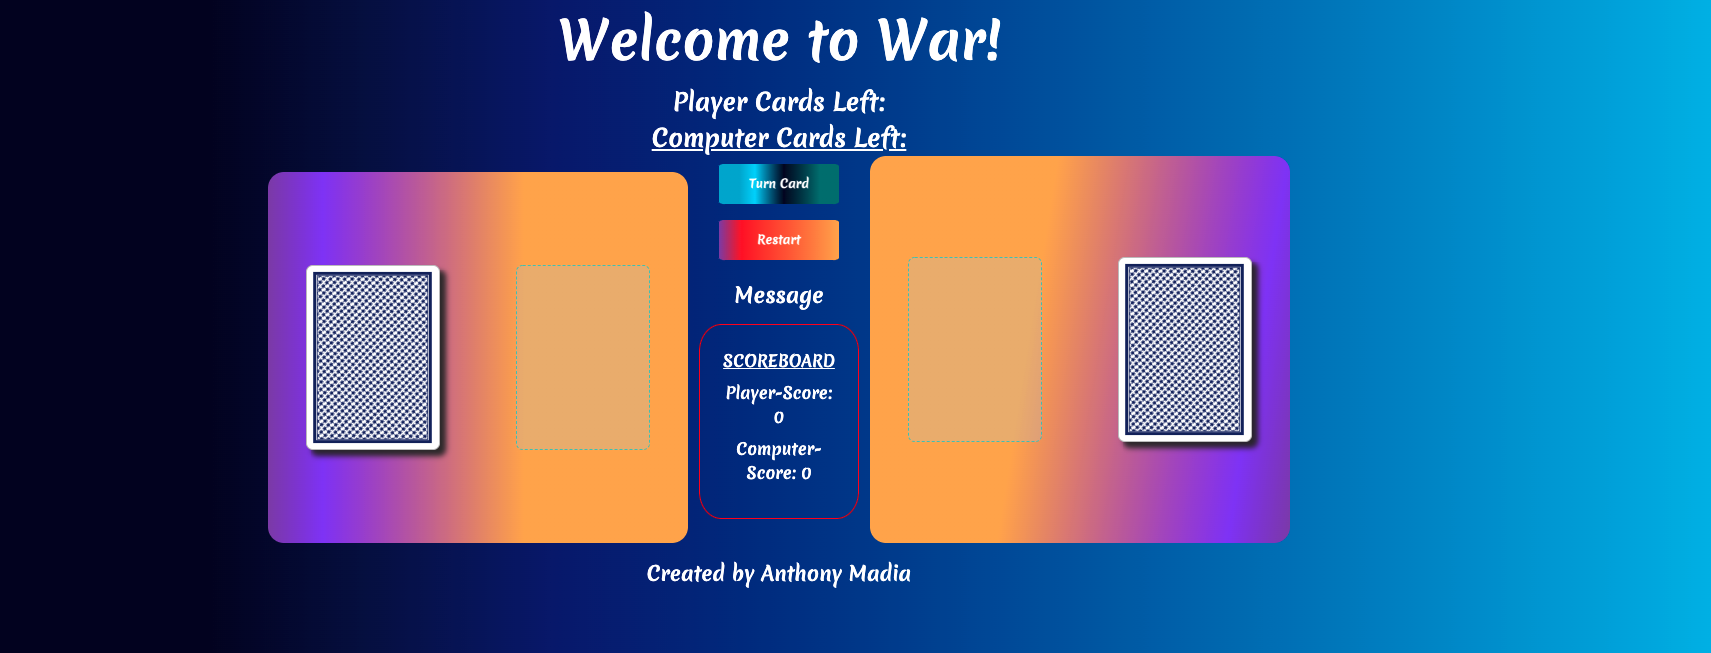 Welcome to War!
Player Cards Left:
Computer Cards Left:
Turn Card
Restart
Message
SCOREBOARD
Player-Score:
0
Computer-
Score: 0
Created by Anthony Madia